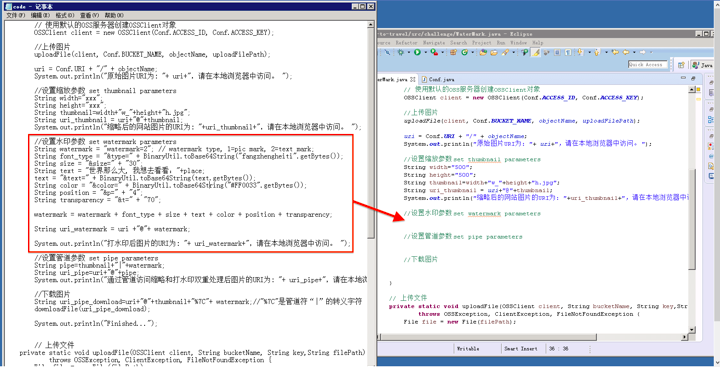 code - 记事本
文件(F) 编辑(E) 格式(O) 查看(V) 帮助(H)
// 使用默认的OSS服务器创建OSSClient对象
OSSClient client = new OSSClient(Conf.ACCESS_ID, Conf.ACCESS_KEY);
//上传图片
uploadFile(client, Conf.BUCKET_NAME, objectName, uploadFilePath);
uri = Conf.URI + "/" + objectName;
System.out.println("原始图片URI为: "+ uri+", 请在本地浏览器中访问。 ");
//设置缩放参数 set thumbnail parameters
String width="xxx";
String height="xxx";
String thumbnail=width+"w_"+height+"h.jpg";
String uri_thumbnail = uri+"@"+thumbnail;
System.out.println("缩略后的网站图片的URI为: "+uri_thumbnail+", 请在本地浏览器中访问。 ");
//设置水印参数 set watermark parameters
String watermark = "watermark=2"; // watermark type, 1=pic mark, 2=text_mark
String font_type = "&type=" + BinaryUtil.toBase64String("fangzhengheiti".getBytes());
String size = "&size=" + "30";
String text = "世界那么大, 我想去看看, "+place;
text = "&text=" + BinaryUtil.toBase64String(text.getBytes());
String color = "&color=" + BinaryUtil.toBase64String("#FF0033".getBytes());
String position = "&p=" + "4";
String transparency = "&t=" + "70";
watermark = watermark + font_type + size + text + color + position + transparency;
String uri_watermark = uri +"@"+ watermark;
System.out.println("打水印后图片的URI为: "+ uri_watermark+", 请在本地浏览器中访问。 ");
//设置管道参数 set pipe parameters
String pipe=thumbnail+"|"+watermark;
String uri_pipe=uri+"@"+pipe;
System.out.println("通过管道访问缩略和打水印双重处理后图片的URI为: "+ uri_pipe+", 请在本地
//下载图片
String uri_pipe_download=uri+"@"+thumbnail+"%7C"+ watermark;//"%7C"是管道符“|”的转义字符
downloadFile(uri_pipe_download);
System.out.println("Finished...");
// 上传文件
private static void uploadFile(OSSClient client, String bucketName, String key,String filePath)
throws OSSException, ClientException, FileNotFoundException {
to-travel/src/challenge/WaterMark.java - Eclipse
Refactor Navigate Search Project Run Window Help
Quick Access
Java
Mark.java
Conf.java
// 使用默认的OSS服务器创建OSSClient对象
OSSClient client = new OSSClient(Conf.ACCESS_ID, Conf.ACCESS_KEY);
//上传图片
uploadFile(client, Conf.BUCKET_NAME, objectName, uploadFilePath);
uri = Conf.URI + "/" + objectName;
System.out.println("原始图片URI为: "+ uri+", 请在本地浏览器中访问。");
//设置缩放参数 set thumbnail parameters
String width="500";
String height="500";
String thumbnail=width+"w_"+height+"h.jpg";
String uri_thumbnail = uri+"@"+thumbnail;
System.out.println("缩略后的网站图片的URI为: "+uri_thumbnail+", 请在本地浏览器中访
//设置水印参数 set watermark parameters
//设置管道参数 set pipe parameters
//下载图片
}
// 上传文件
private static void uploadFile(OSSClient client, String bucketName, String key,Str
throws OSSException, ClientException, FileNotFoundException {
File file = new File(filePath);
Writable
Smart Insert
36 : 36